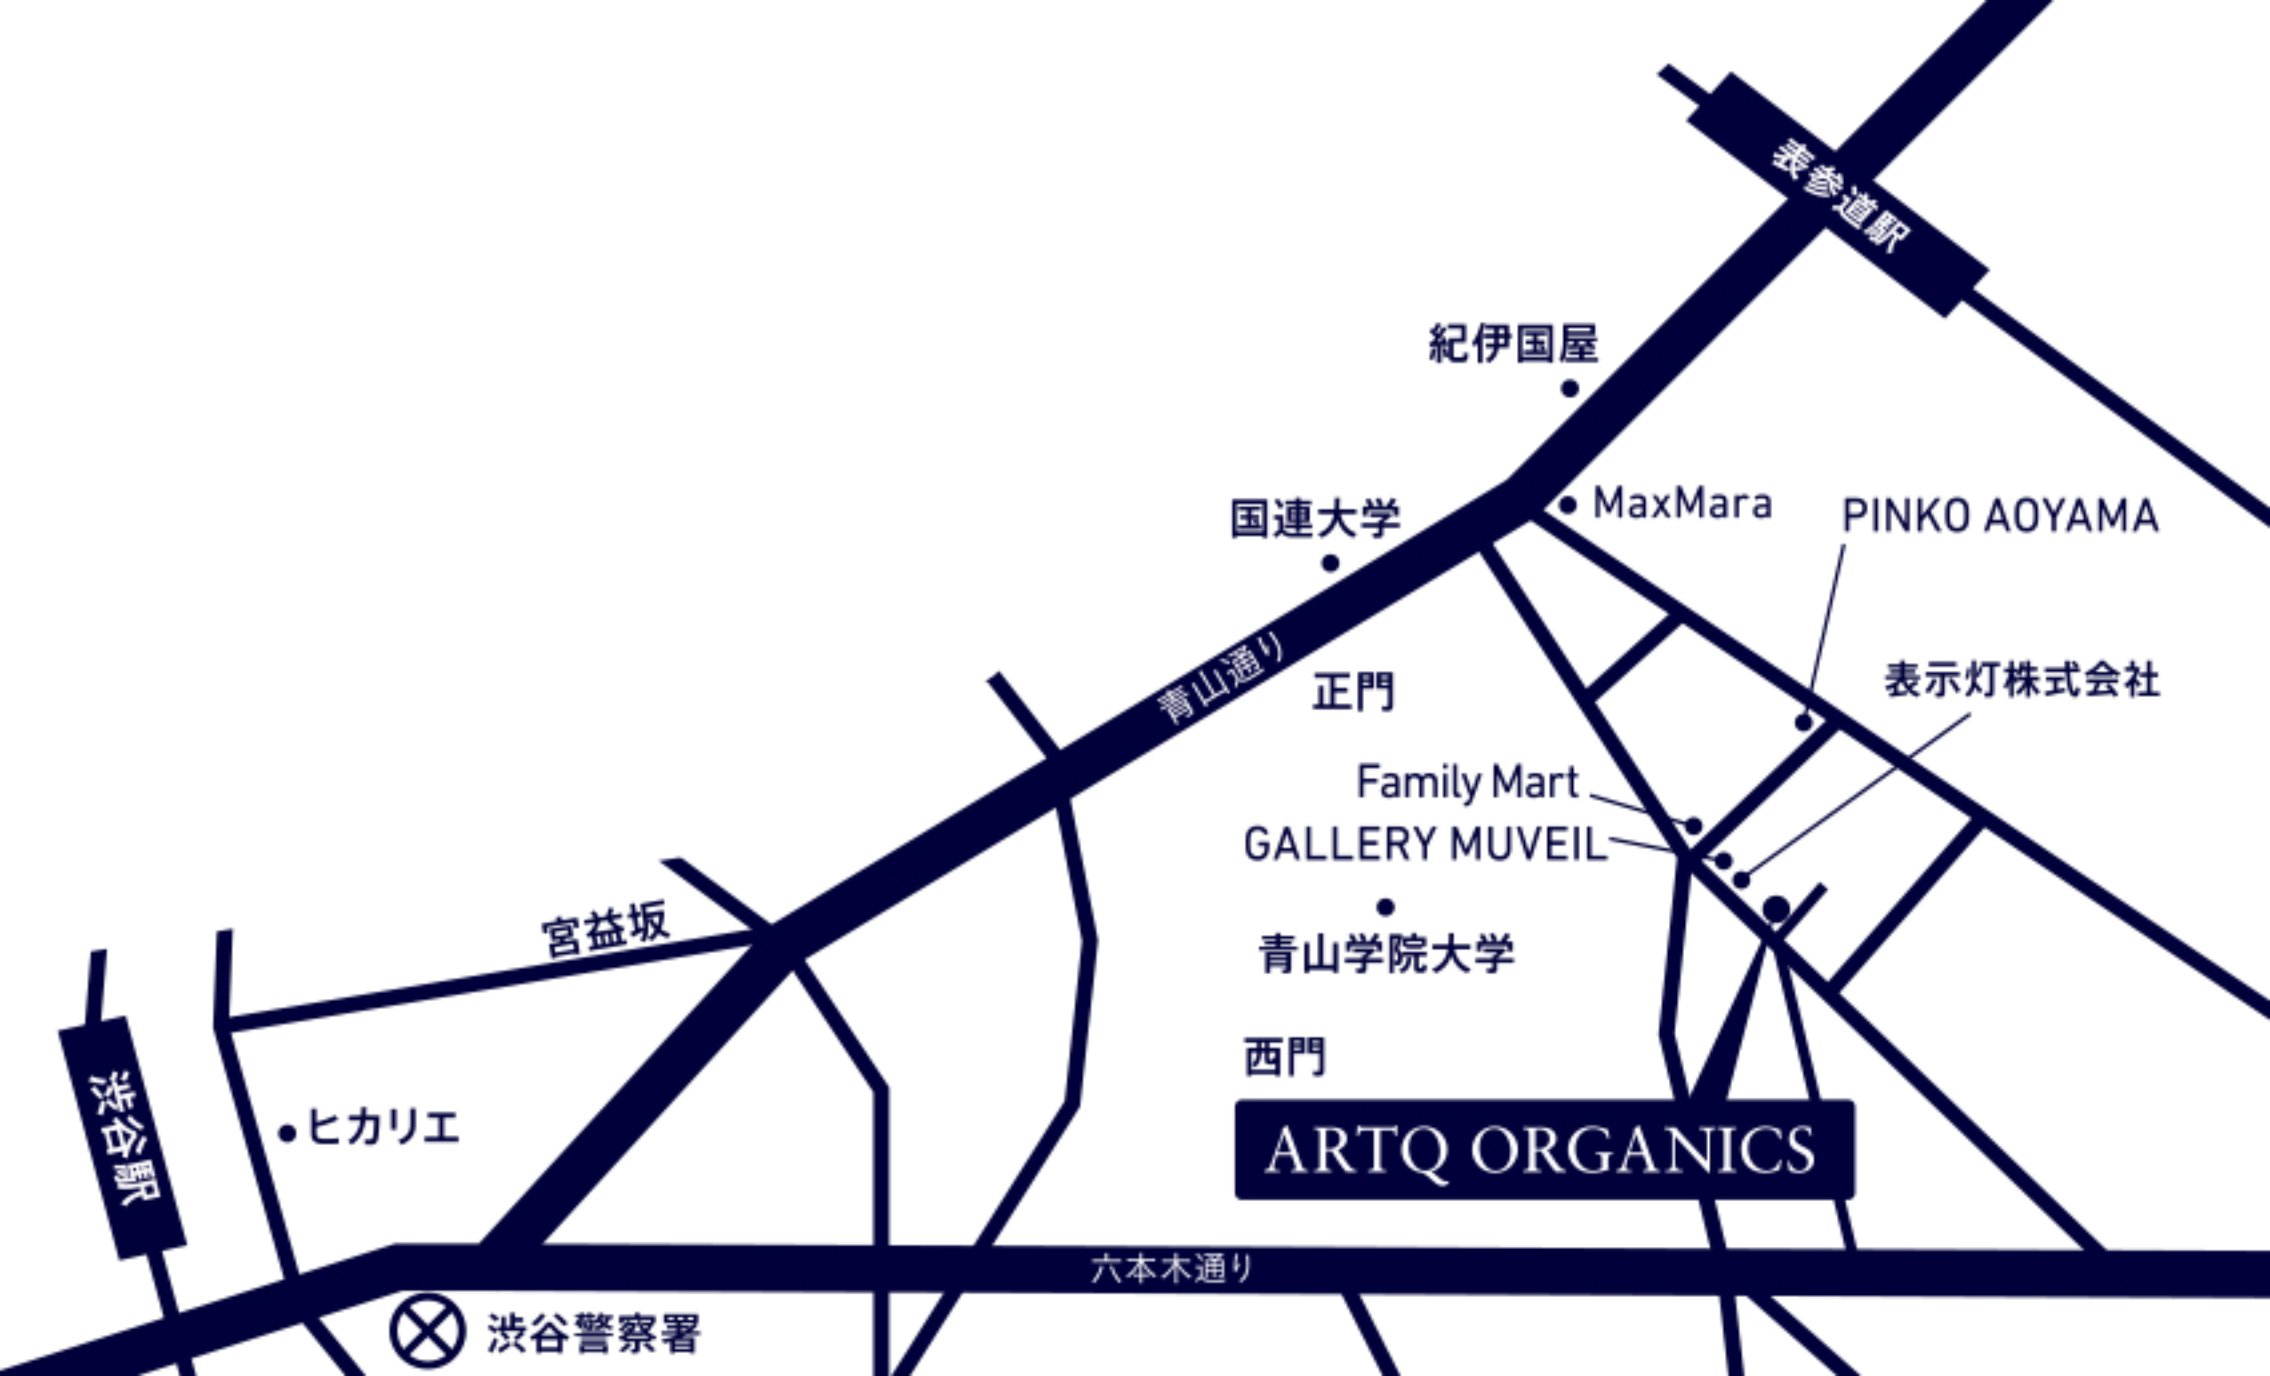 表参道駅
紀伊国屋
MaxMara
PINKO AOYAMA
国連大学
青山通り
正門
表示灯株式会社
Family Mart
GALLERY MUVEIL
宮益坂
青山学院大学
西門
渋谷駅
ヒカリエ
ARTQ ORGANICS
六本木通り
渋谷警察署